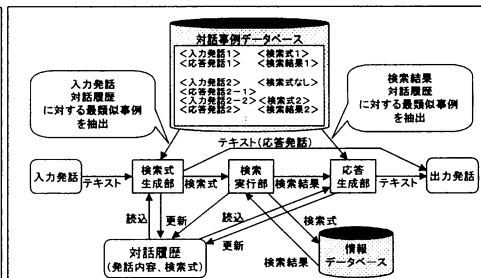 対話事例データベース
<入力発話1> <検索式1>
<応答発話1> <検索結果1>
<入力発話2> <検索式なし>
<応答発話2-1>
<入力発話2-2> <検索式2>
<応答発話2> <検索結果2>
入力発話
対話履歴
に対する最類似事例
を抽出
検索結果
対話履歴
に対する最類似事例
を抽出
テキスト(応答発話)
入力発話
テキスト
検索式
生成部
検索式
検索
実行部
検索結果
応答
生成部
テキスト
出力発話
読込
更新
読込
更新
検索式
検索結果
対話履歴
(発話内容、検索式)
情報
データベース